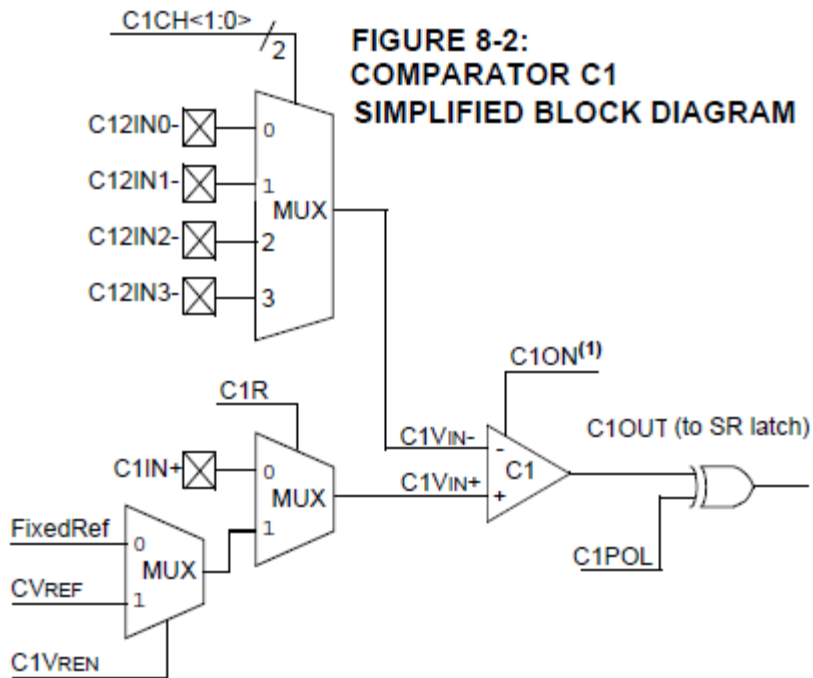 C1CH<1:0>
2
FIGURE 8-2:
COMPARATOR C1
SIMPLIFIED BLOCK DIAGRAM
C12IN0-
0
C12IN1-
1
MUX
C12IN2-
2
C12IN3-
3
C1ON(1)
C1R
C1OUT (to SR latch)
C1VIN-
-
C1
C1IN+
0
MUX
C1VIN+
+
FixedRef
0
1
MUX
C1POL
CVREF
1
C1VREN